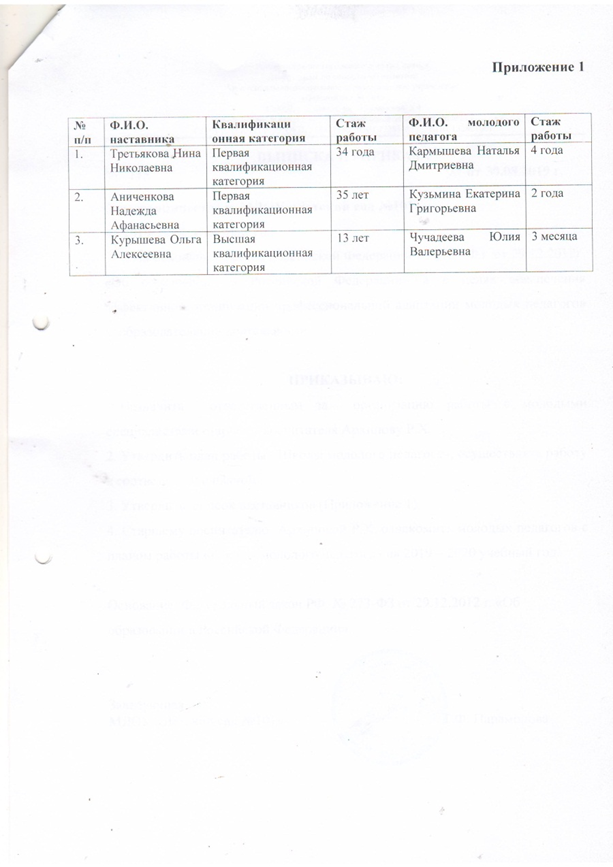 Приложение 1
№ Ф.И.О. Квалификаци Стаж Ф.И.О. молодого Стаж
п/п наставника онная категория работы педагога работы
1. Третьякова Нина Первая 34 года Кармышева Наталья 4 года
Николаевна квалификационная Дмитриевна
категория
2. Аниченкова Первая 35 лет Кузьмина Екатерина 2 года
Надежда квалификационная Григорьевна
Афанасьевна категория
3. Курышева Ольга Высшая 13 лет Чучадеева Юлия 3 месяца
Алексеевна квалификационная Валерьевна
категория